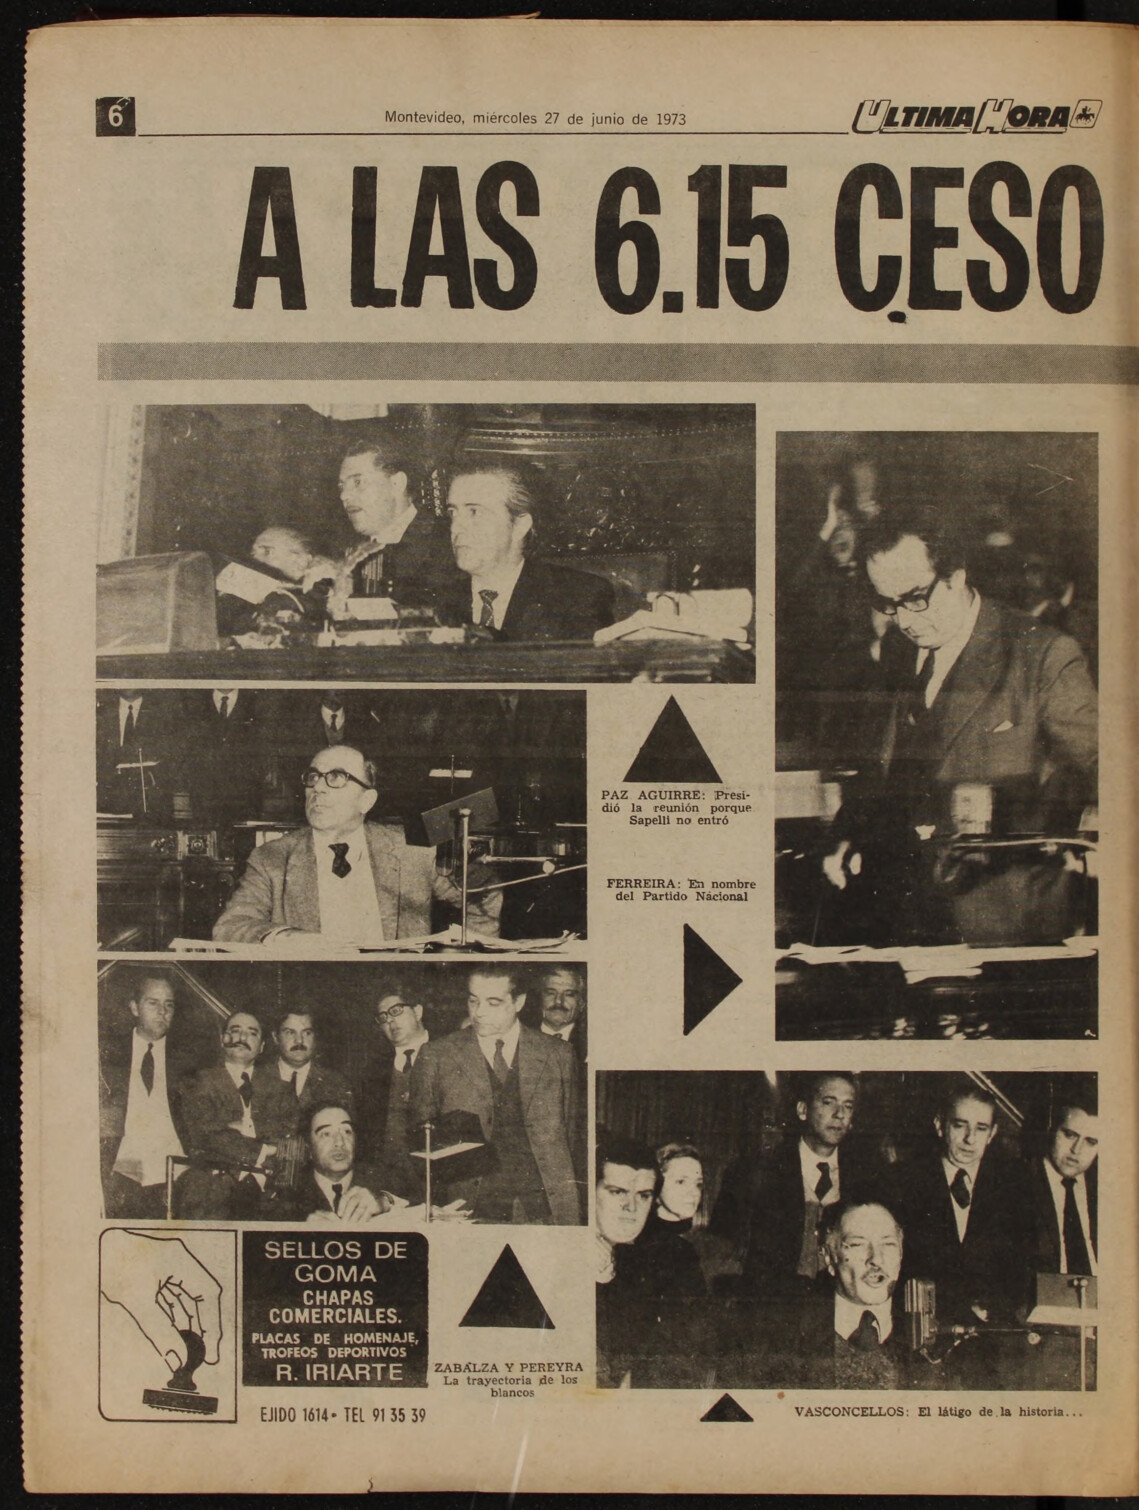 6
Montevideo, miércoles 27 de junio de 1973
ULTIMA HORA
A LAS 6.15 CESO
PAZ AGUIRRE: Presi-
dió la reunión porque
Sapelli no entró
FERREIRA: En nombre
del Partido Nacional
SELLOS DE
GOMA
CHAPAS
COMERCIALES.
PLACAS DE HOMENAJE,
TROFEOS DEPORTIVOS
R. IRIARTE
EJIDO 1614 - TEL 91 35 39
ZABALZA Y PEREYRA
La trayectoria de los
blancos
VASCONCELLOS: El látigo de la historia...